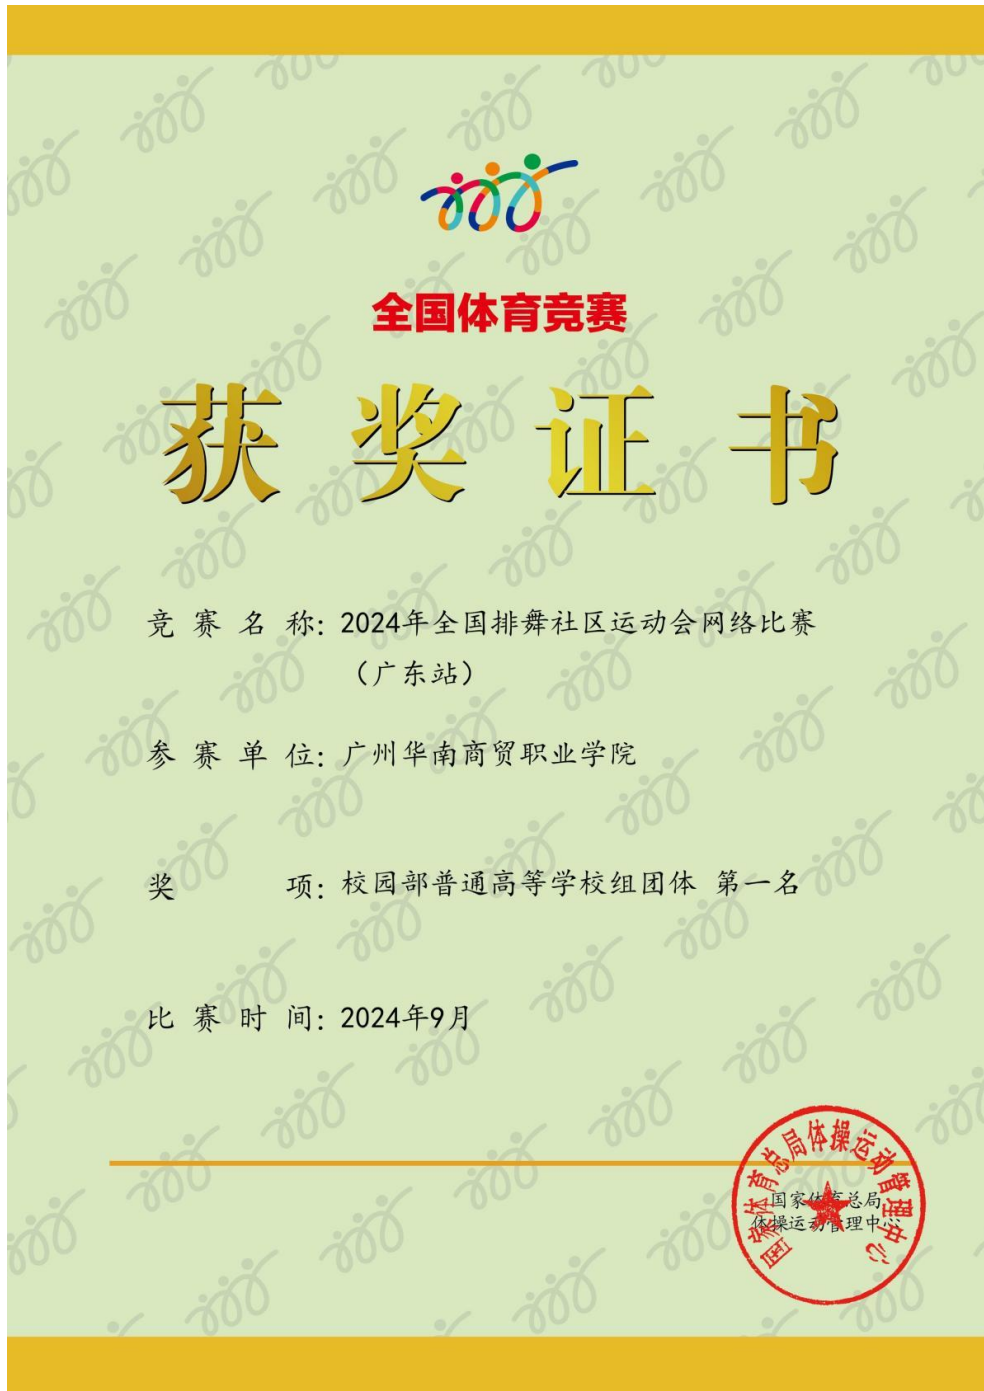 全国体育竞赛
获奖证书
竞赛名称：2024年全国排舞社区运动会网络比赛
（广东站）
参赛单位：广州华南商贸职业学院
奖项：校园部普通高等学校组团体 第一名
比赛时间：2024年9月
国家体育总局体操运动管理中心
国家体育总局
体操运动管理中心